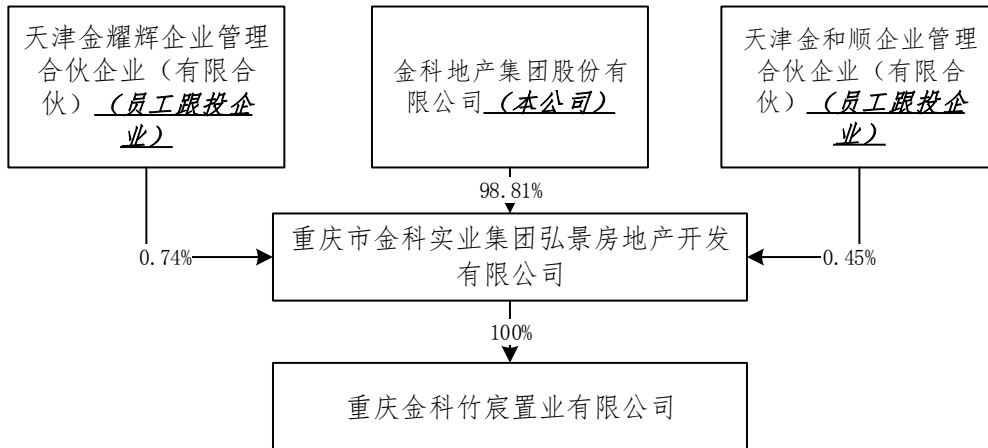 天津金耀辉企业管理
合伙企业（有限合
伙）（员工跟投企
业）
金科地产集团股份有
限公司（本公司）
天津金和顺企业管理
合伙企业（有限合
伙）（员工跟投企
业）
0.74%
98.81%
0.45%
重庆市金科实业集团弘景房地产开发
有限公司
100%
重庆金科竹宸置业有限公司